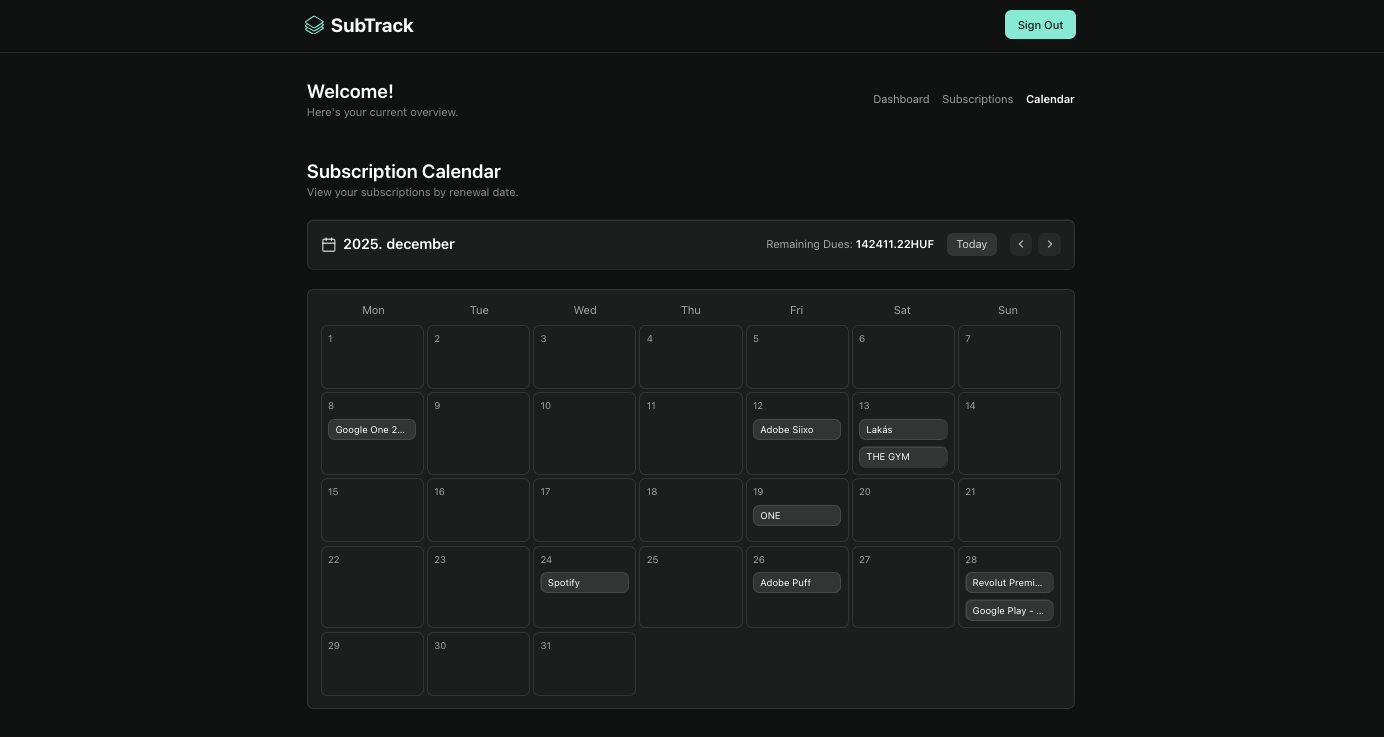 SubTrack
Sign Out
Welcome!
Here's your current overview.
Dashboard Subscriptions Calendar
Subscription Calendar
View your subscriptions by renewal date.
2025. december
Remaining Dues: 142411.22HUF Today
Mon Tue Wed Thu Fri Sat Sun
1 2 3 4 5 6 7
8 9 10 11 12 13 14
Google One 2... Adobe Siixo Lakás
THE GYM
15 16 17 18 19 20 21
ONE
22 23 24 25 26 27 28
Spotify Adobe Puff Revolut Premi...
Google Play - ...
29 30 31